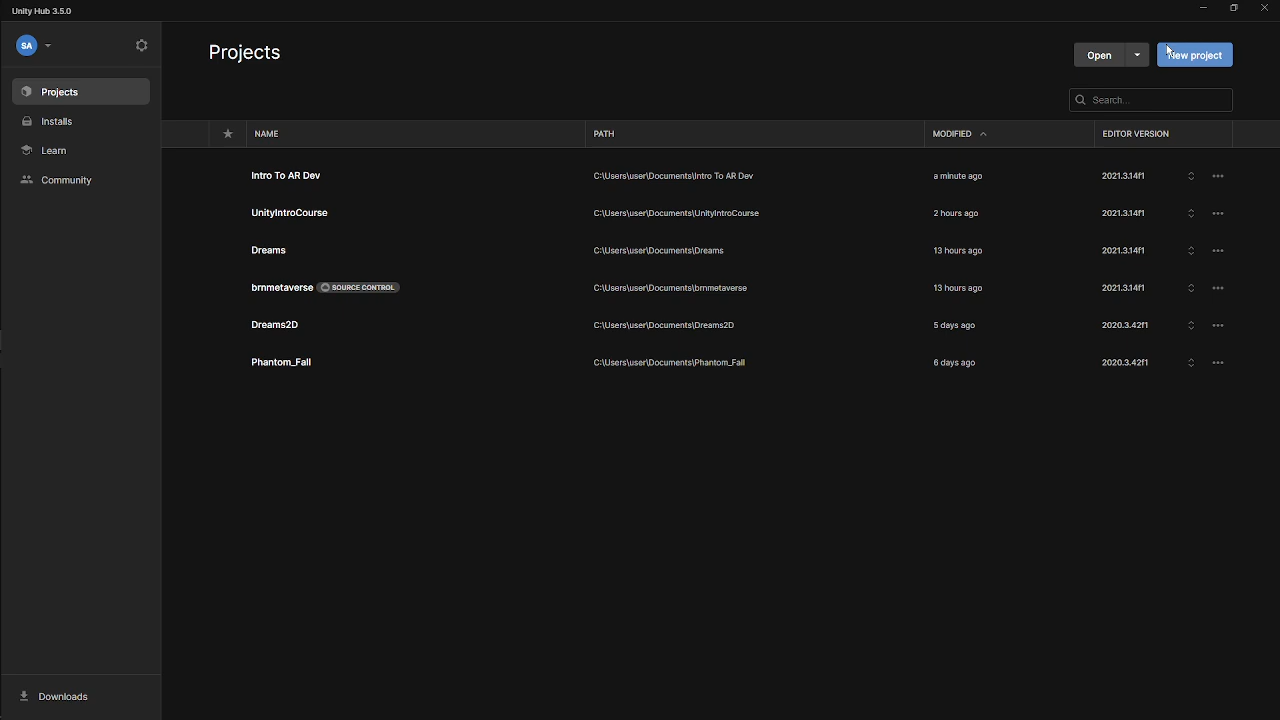 Unity Hub 3.5.0
SA
Projects
Open
New project
Projects
Installs
Learn
Community
Search...
NAME PATH MODIFIED EDITOR VERSION
Intro To AR Dev C:\Users\user\Documents\Intro To AR Dev a minute ago 2021.3.14f1
UnityIntroCourse C:\Users\user\Documents\UnityIntroCourse 2 hours ago 2021.3.14f1
Dreams C:\Users\user\Documents\Dreams 13 hours ago 2021.3.14f1
brnmetaverse SOURCE CONTROL C:\Users\user\Documents\brnmetaverse 13 hours ago 2021.3.14f1
Dreams2D C:\Users\user\Documents\Dreams2D 5 days ago 2020.3.42f1
Phantom_Fall C:\Users\user\Documents\Phantom_Fall 6 days ago 2020.3.42f1
Downloads